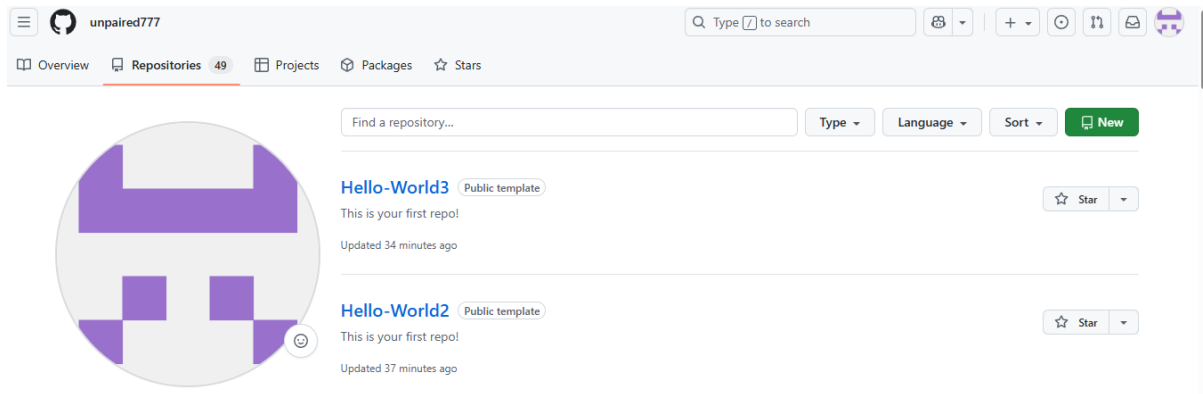 unpaired777
Type / to search
Overview Repositories 49 Projects Packages Stars
Find a repository... Type Language Sort New
Hello-World3 Public template
Star
This is your first repo!
Updated 34 minutes ago
Hello-World2 Public template
Star
This is your first repo!
Updated 37 minutes ago